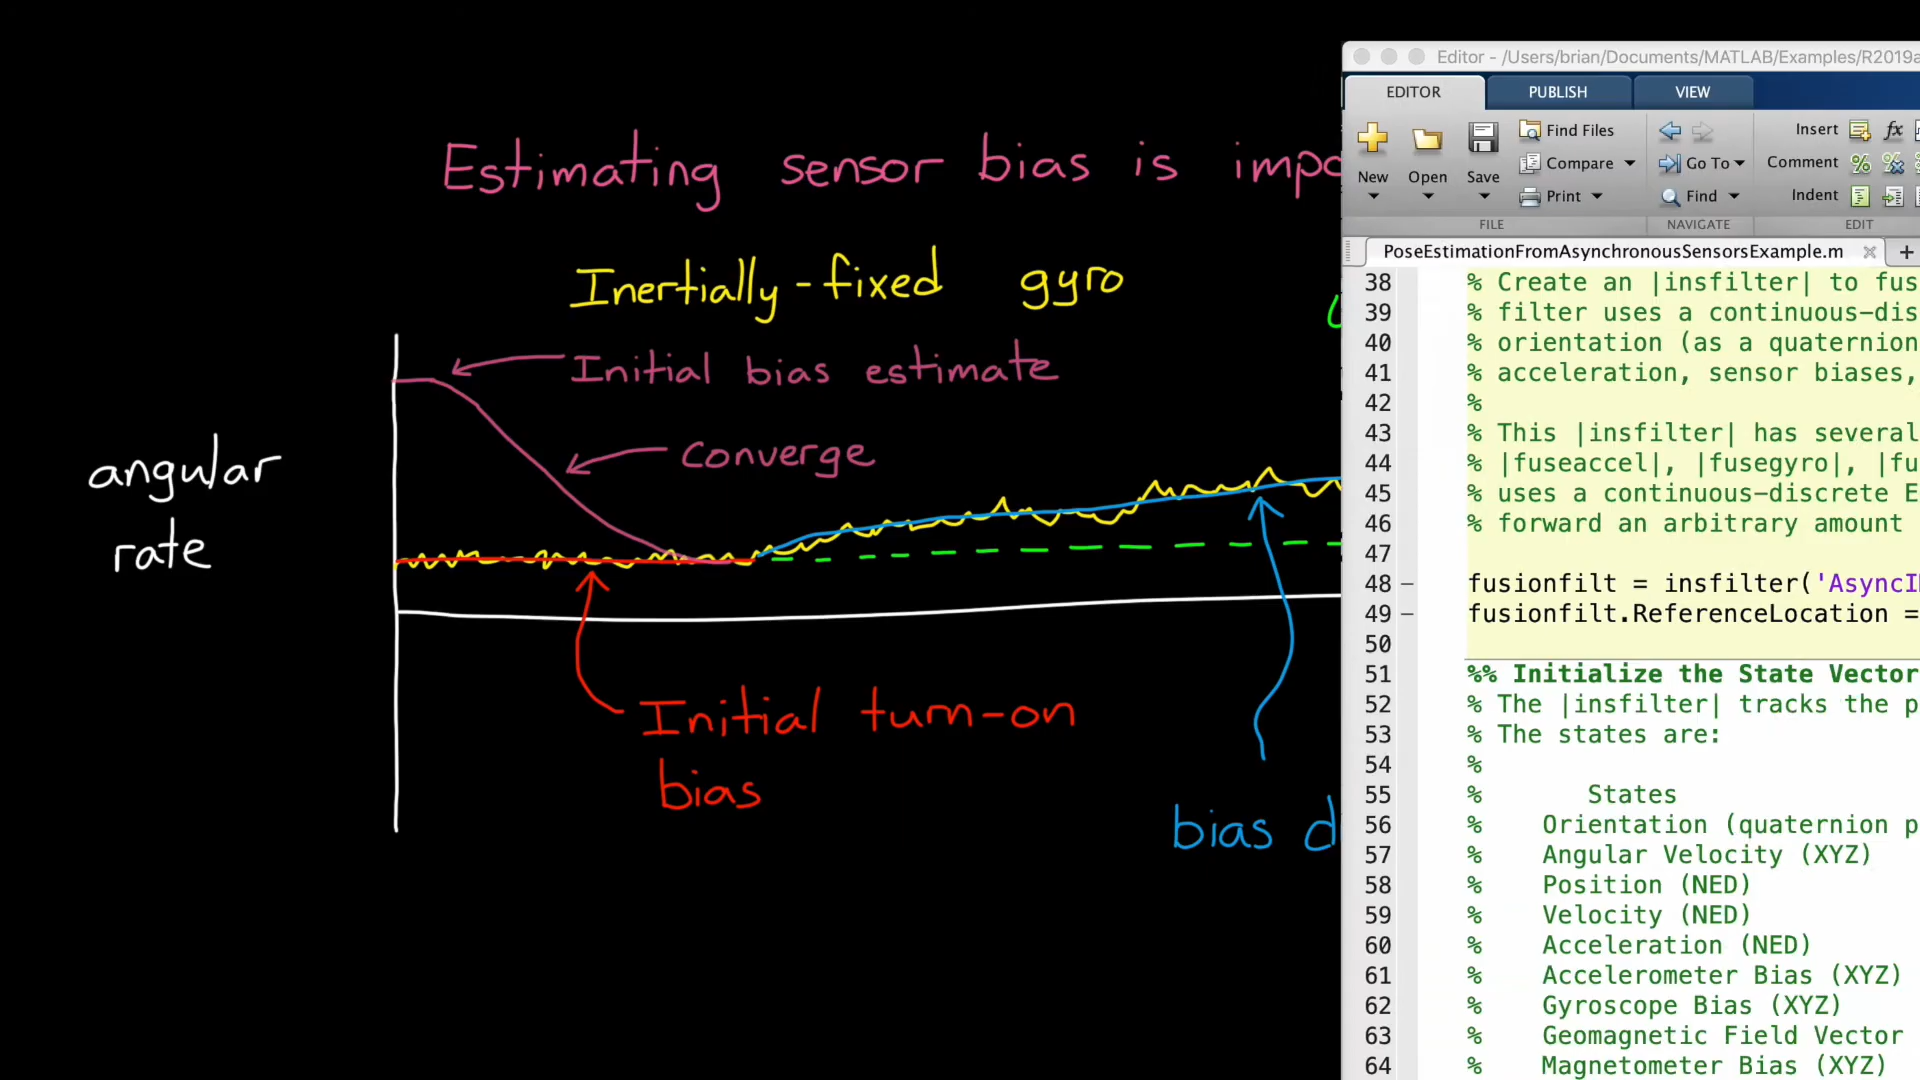 Estimating sensor bias is impo
Inertially-fixed gyro
Initial bias estimate
Converge
angular
rate
Initial turn-on
bias
bias d
Editor - /Users/brian/Documents/MATLAB/Examples/R2019a
EDITOR PUBLISH VIEW
New
Open
Save
Find Files
Compare
Print
Go To
Find
Insert
Comment
Indent
FILE NAVIGATE EDIT
PoseEstimationFromAsynchronousSensorsExample.m
38 % Create an |insfilter| to fus
39 % filter uses a continuous-dis
40 % orientation (as a quaternion
41 % acceleration, sensor biases,
42 %
43 % This |insfilter| has several
44 % |fuseaccel|, |fusegyro|, |fu
45 % uses a continuous-discrete E
46 % forward an arbitrary amount
47
48 fusionfilt = insfilter('AsyncI
49 fusionfilt.ReferenceLocation =
50
51 %% Initialize the State Vector
52 % The |insfilter| tracks the p
53 % The states are:
54 %
55 % States
56 % Orientation (quaternion p
57 % Angular Velocity (XYZ)
58 % Position (NED)
59 % Velocity (NED)
60 % Acceleration (NED)
61 % Accelerometer Bias (XYZ)
62 % Gyroscope Bias (XYZ)
63 % Geomagnetic Field Vector
64 % Magnetometer Bias (XYZ)